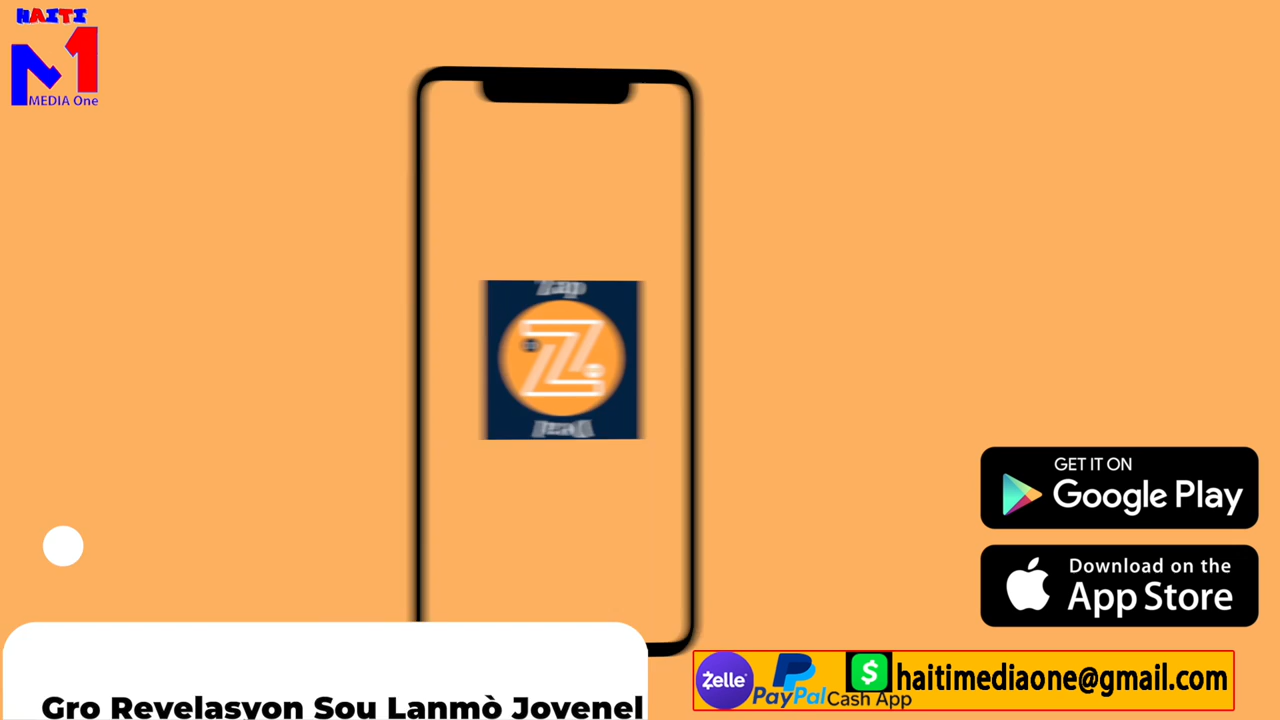 HAITI
M1
MEDIA One
Zap
Z
GET IT ON
Google Play
Download on the
App Store
Zelle
PayPal
Cash App
haitimediaone@gmail.com
Gro Revelasyon Sou Lanmò Jovenel